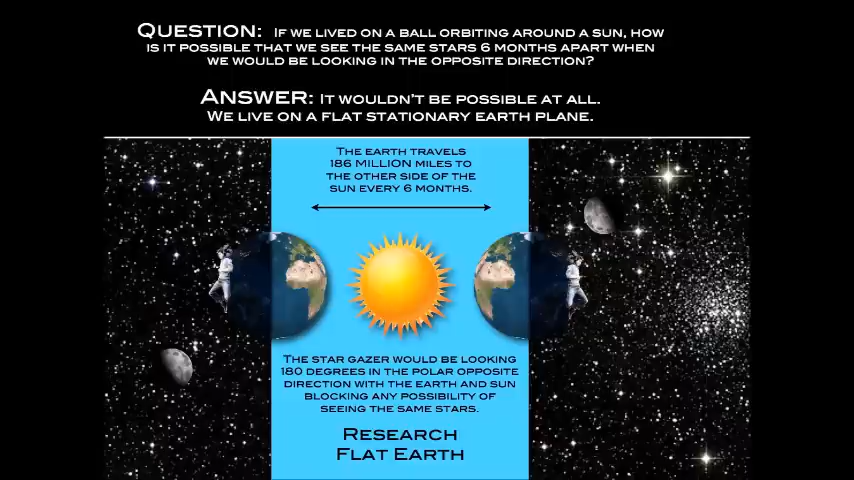 Question: If we lived on a ball orbiting around a sun, how
is it possible that we see the same stars 6 months apart when
we would be looking in the opposite direction?
Answer: It wouldn't be possible at all.
We live on a flat stationary earth plane.
The earth travels
186 million miles to
the other side of the
sun every 6 months.
The star gazer would be looking
180 degrees in the polar opposite
direction with the earth and sun
blocking any possibility of
seeing the same stars.
Research
Flat Earth